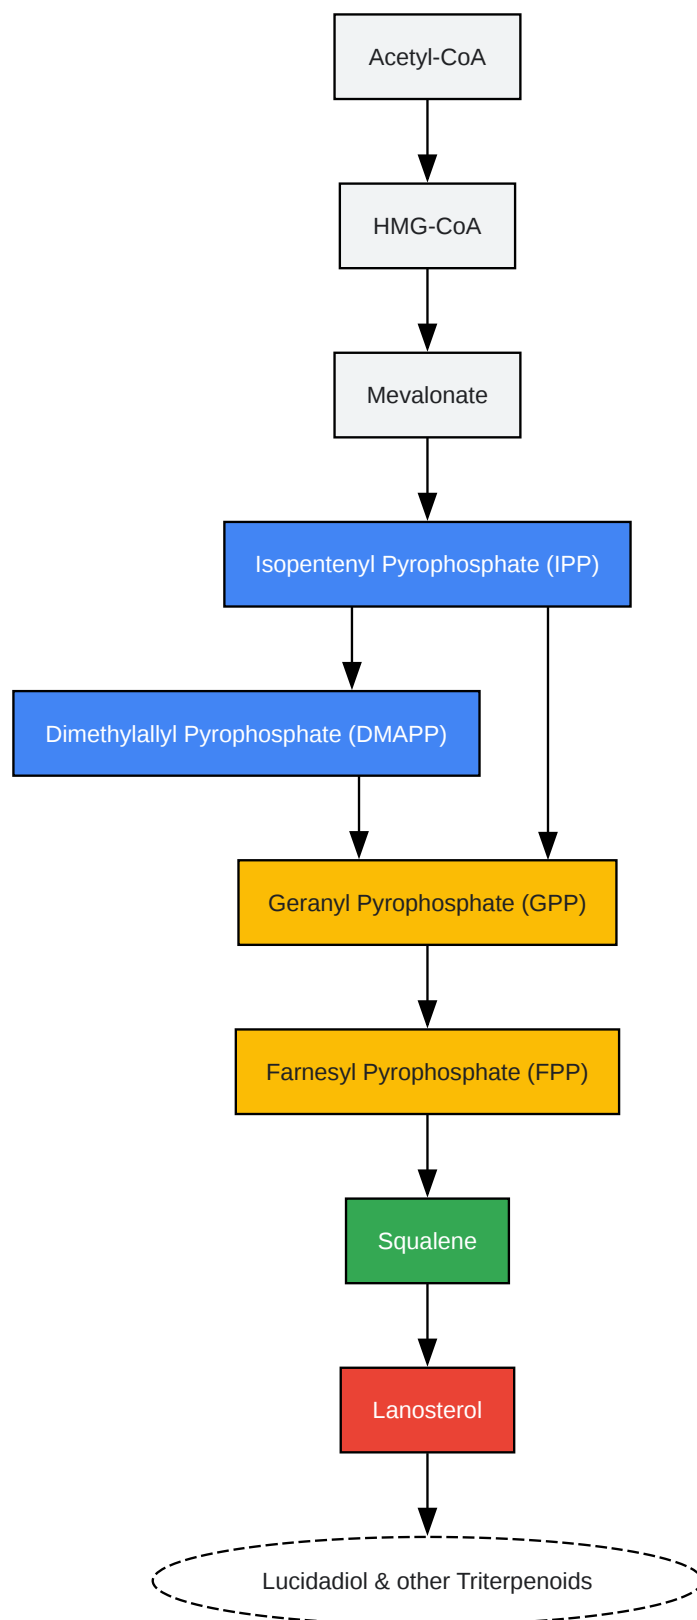 Acetyl-CoA
HMG-CoA
Mevalonate
Isopentenyl Pyrophosphate (IPP)
Dimethylallyl Pyrophosphate (DMAPP)
Geranyl Pyrophosphate (GPP)
Farnesyl Pyrophosphate (FPP)
Squalene
Lanosterol
Lucidadiol & other Triterpenoids